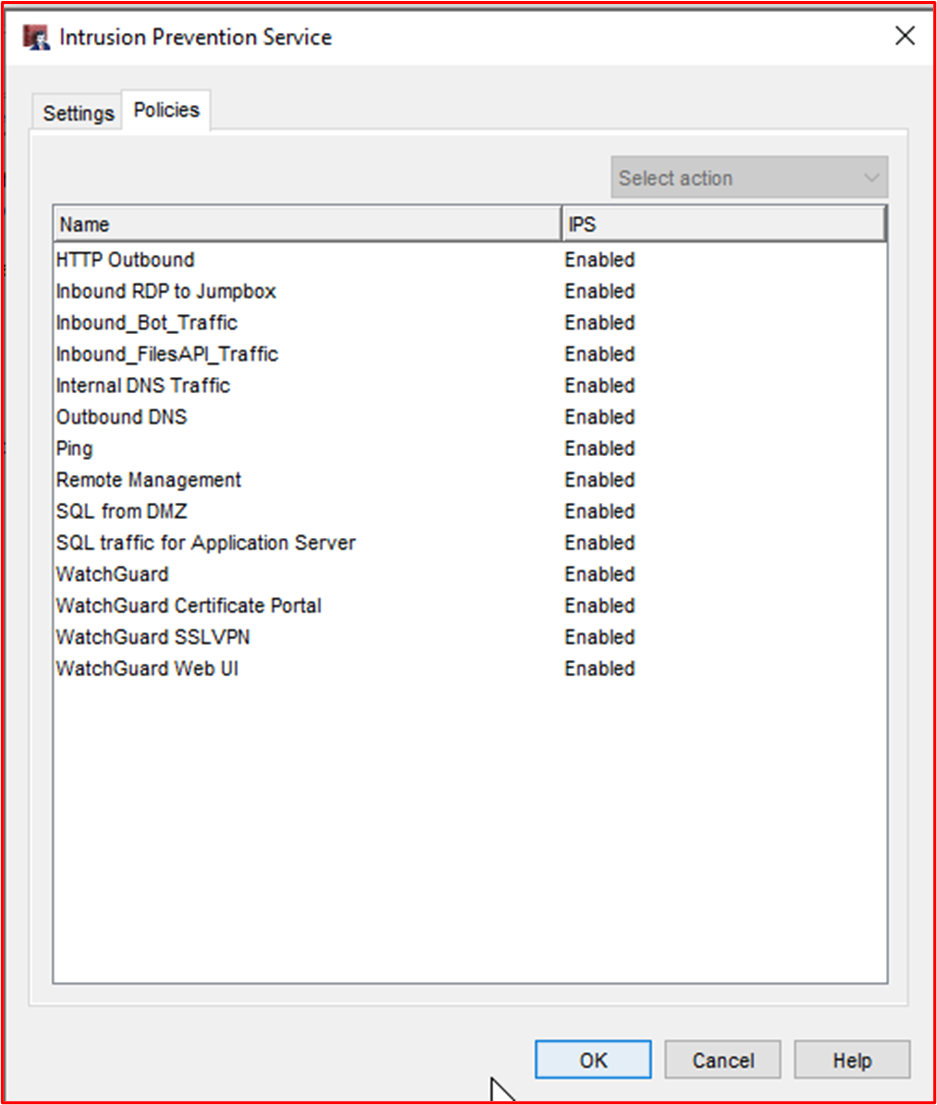 Intrusion Prevention Service
Settings Policies
Select action
Name IPS
HTTP Outbound Enabled
Inbound RDP to Jumpbox Enabled
Inbound_Bot_Traffic Enabled
Inbound_FilesAPI_Traffic Enabled
Internal DNS Traffic Enabled
Outbound DNS Enabled
Ping Enabled
Remote Management Enabled
SQL from DMZ Enabled
SQL traffic for Application Server Enabled
WatchGuard Enabled
WatchGuard Certificate Portal Enabled
WatchGuard SSLVPN Enabled
WatchGuard Web UI Enabled
OK Cancel Help